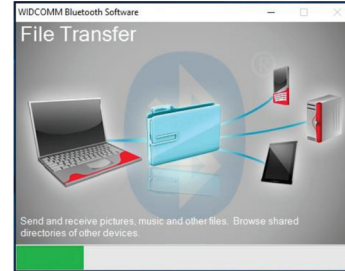 WIDCOMM Bluetooth Software
File Transfer
®
Send and receive pictures, music and other files. Browse shared
directories of other devices.